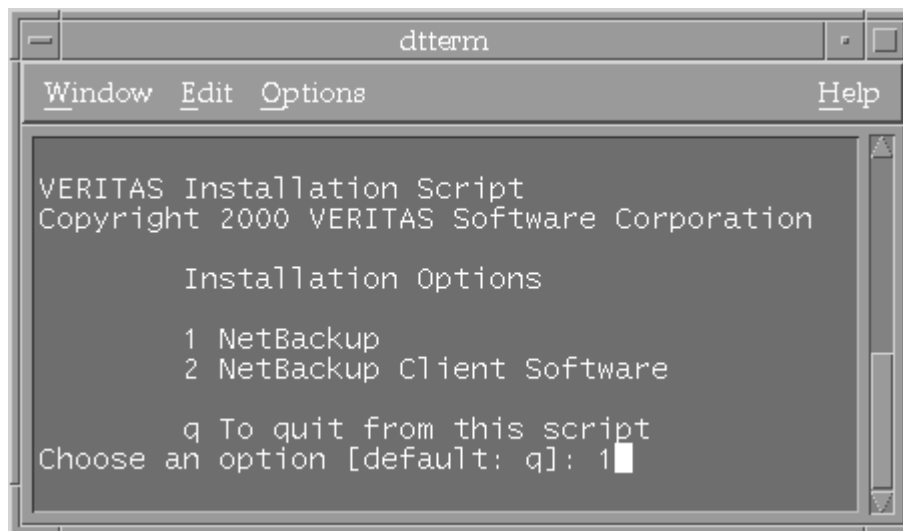 dtterm
Window Edit Options Help
VERITAS Installation Script
Copyright 2000 VERITAS Software Corporation
Installation Options
1 NetBackup
2 NetBackup Client Software
q To quit from this script
Choose an option [default: q]: 1